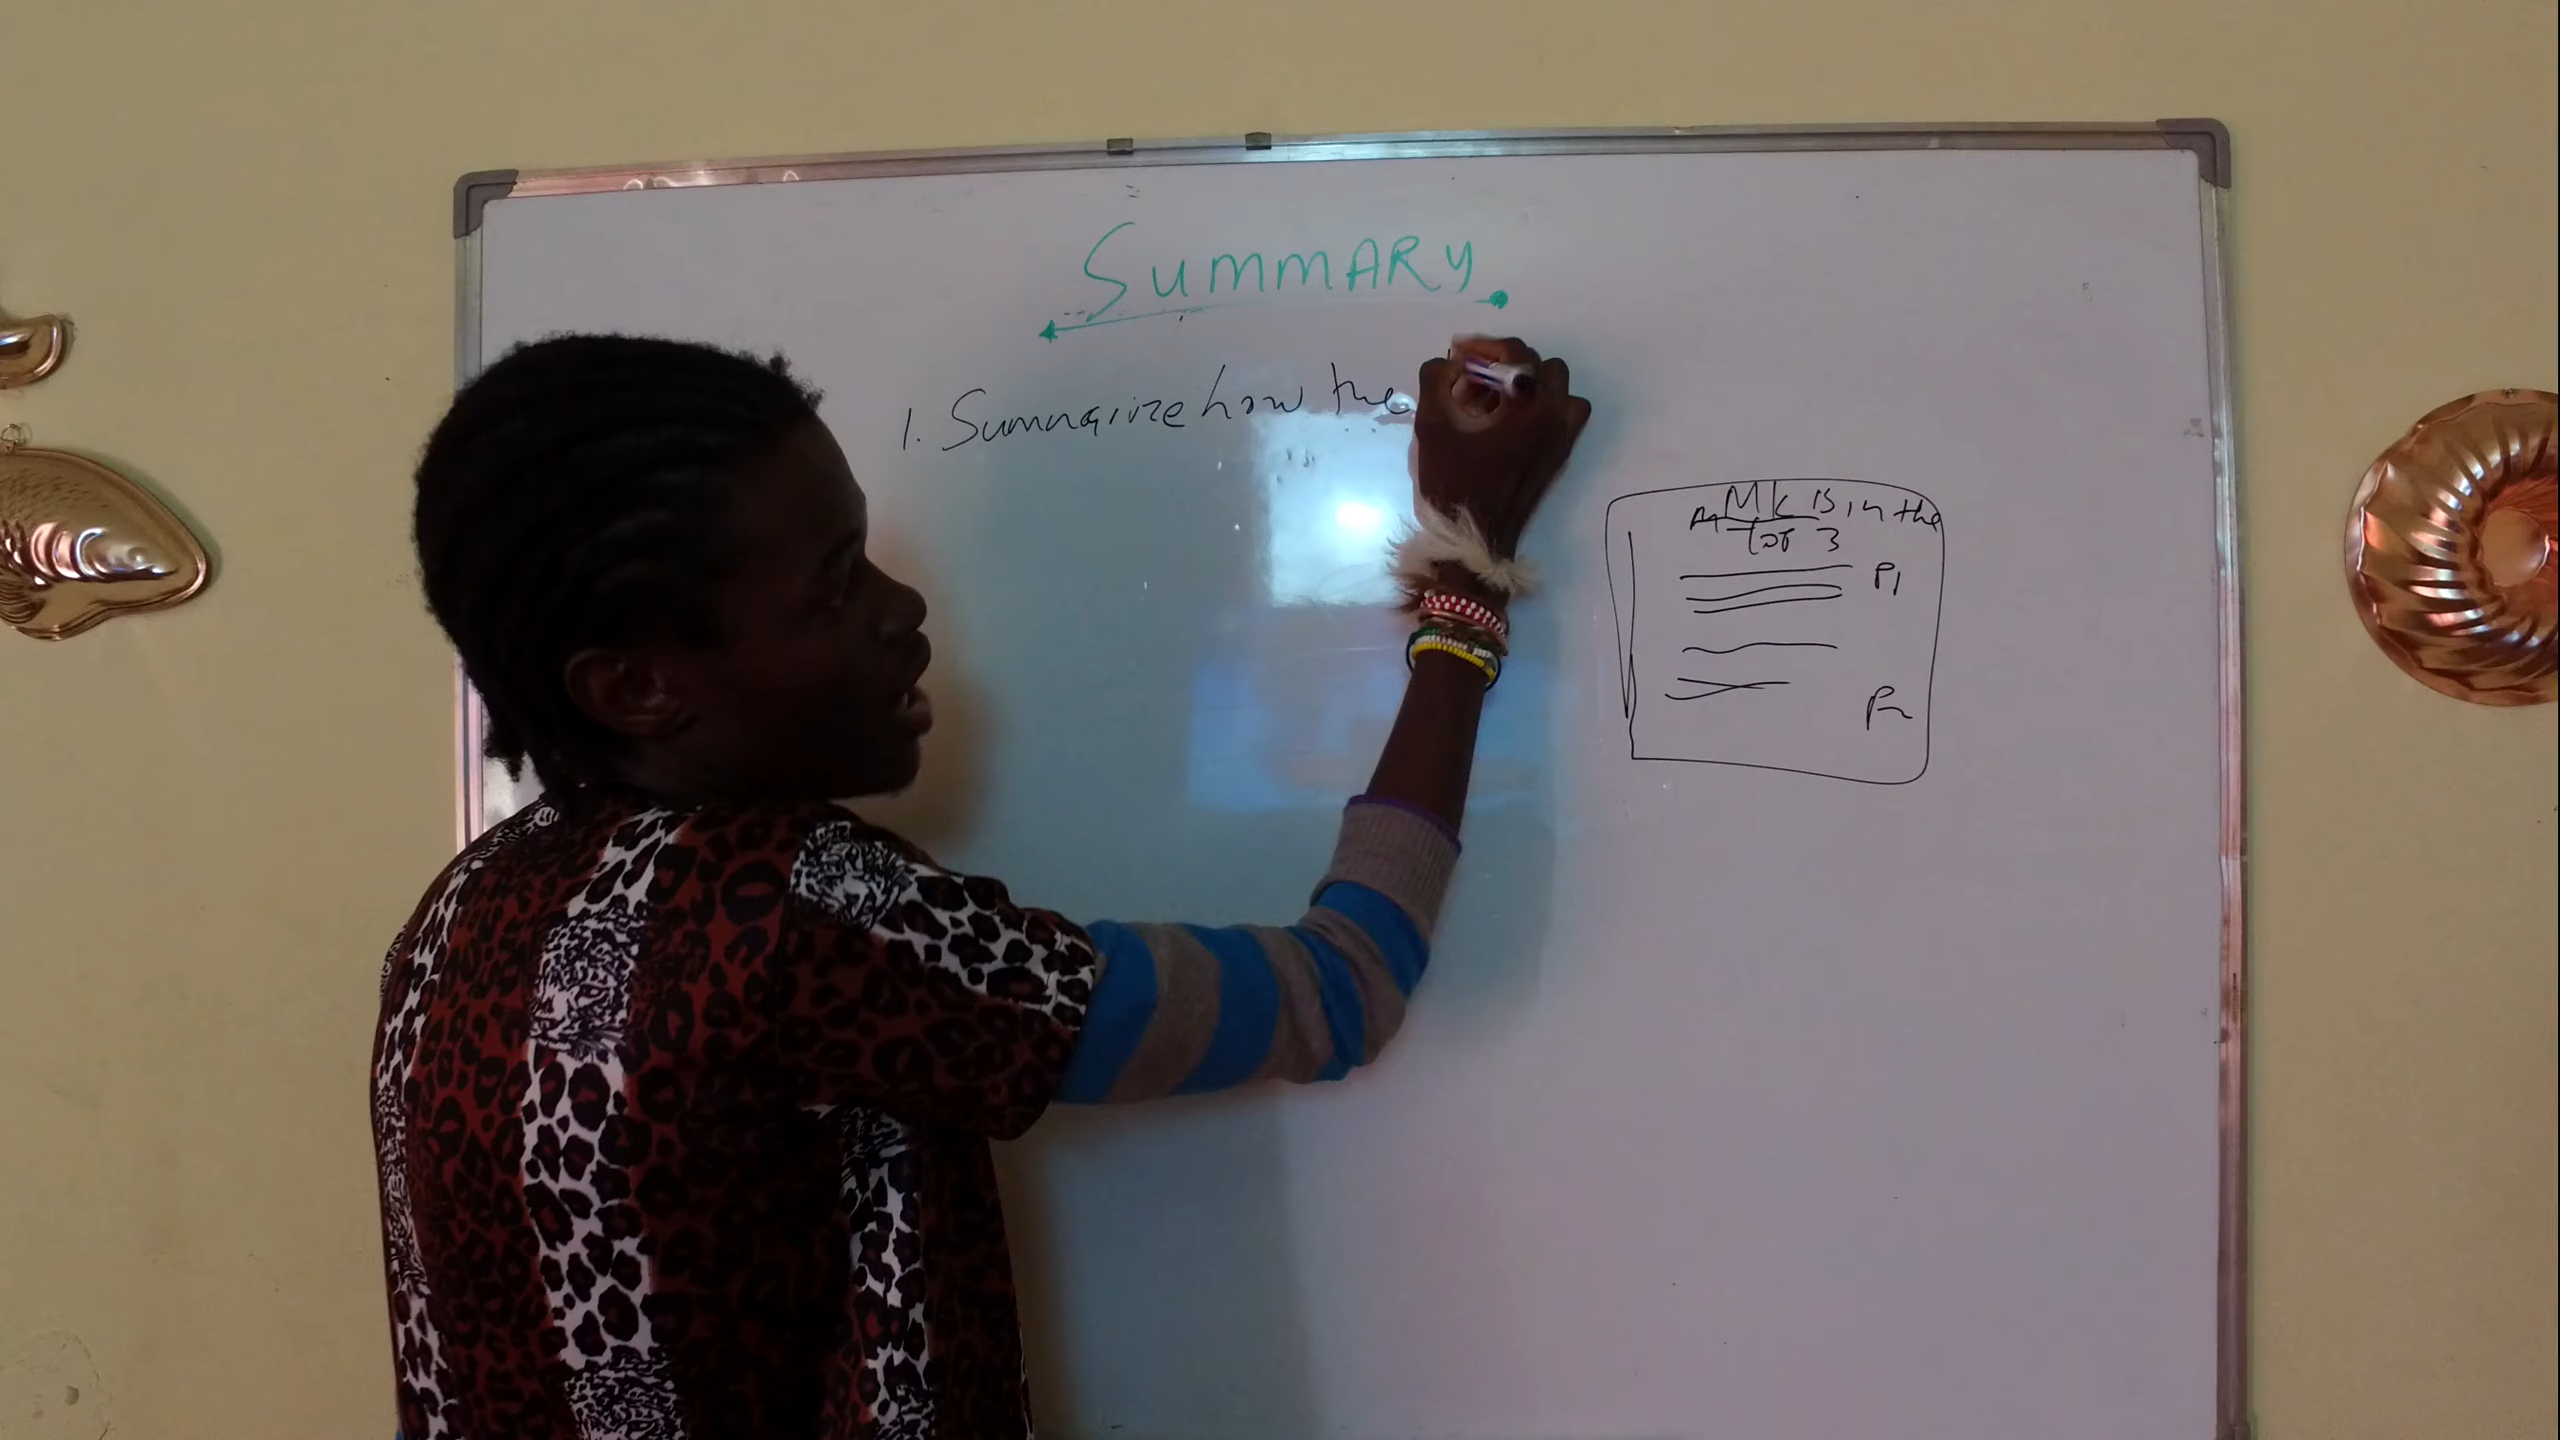 SUMMARY
1. Summarize how the
MK is in the
Top 3
P1